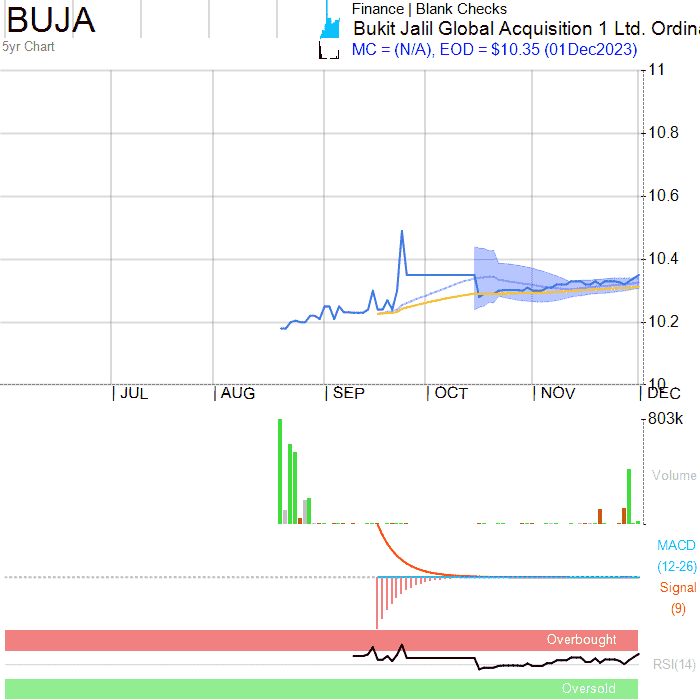 BUJA
5yr Chart
Finance | Blank Checks
Bukit Jalil Global Acquisition 1 Ltd. Ordina
MC = (N/A), EOD = $10.35 (01Dec2023)
11
10.8
10.6
10.4
10.2
10
JUL AUG SEP OCT NOV DEC
803k
Volume
MACD
(12-26)
Signal
(9)
Overbought
RSI(14)
Oversold